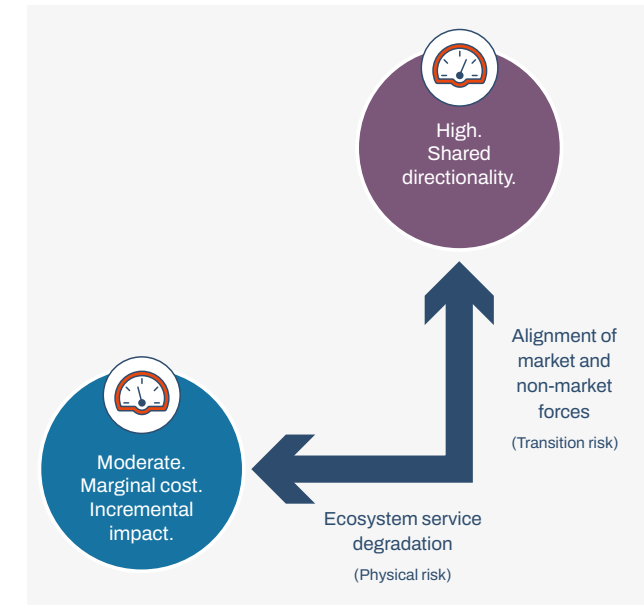 High.
Shared
directionality.
Alignment of
market and
non-market
forces
(Transition risk)
Moderate.
Marginal cost.
Incremental
impact.
Ecosystem service
degradation
(Physical risk)